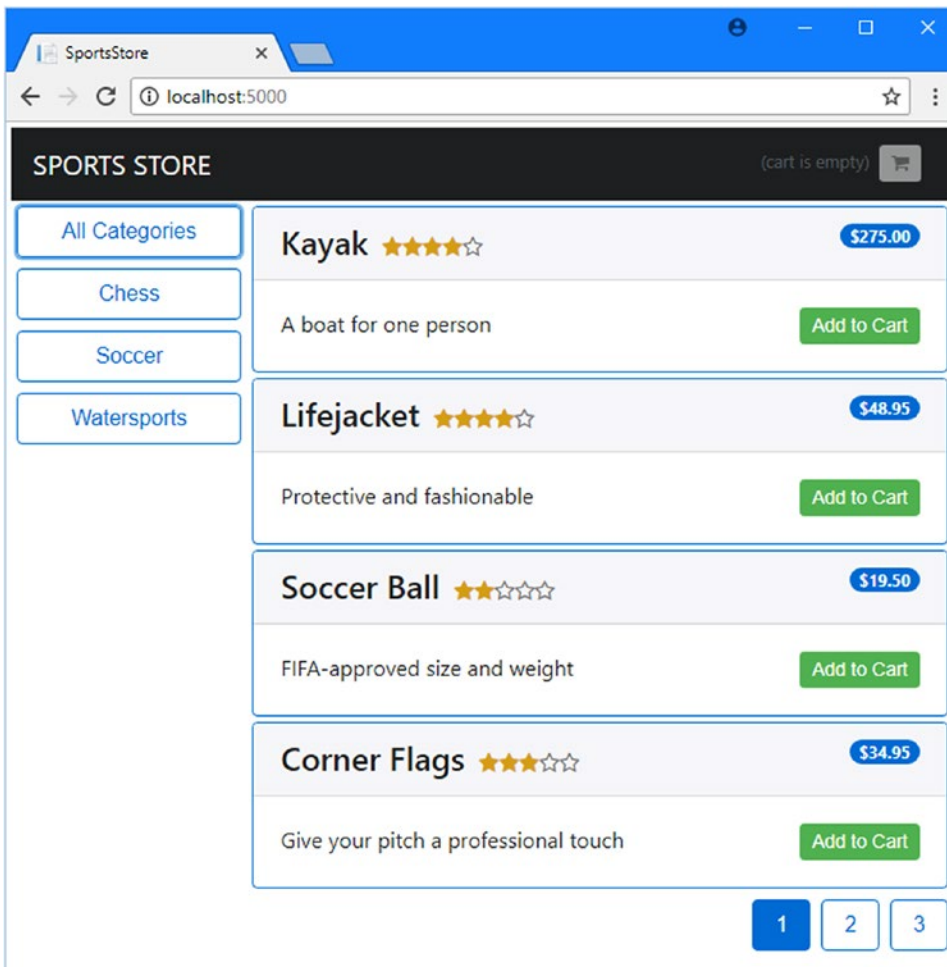 SportsStore
localhost:5000
SPORTS STORE
(cart is empty)
All Categories
Chess
Soccer
Watersports
Kayak
$275.00
A boat for one person
Add to Cart
Lifejacket
$48.95
Protective and fashionable
Add to Cart
Soccer Ball
$19.50
FIFA-approved size and weight
Add to Cart
Corner Flags
$34.95
Give your pitch a professional touch
Add to Cart
1 2 3